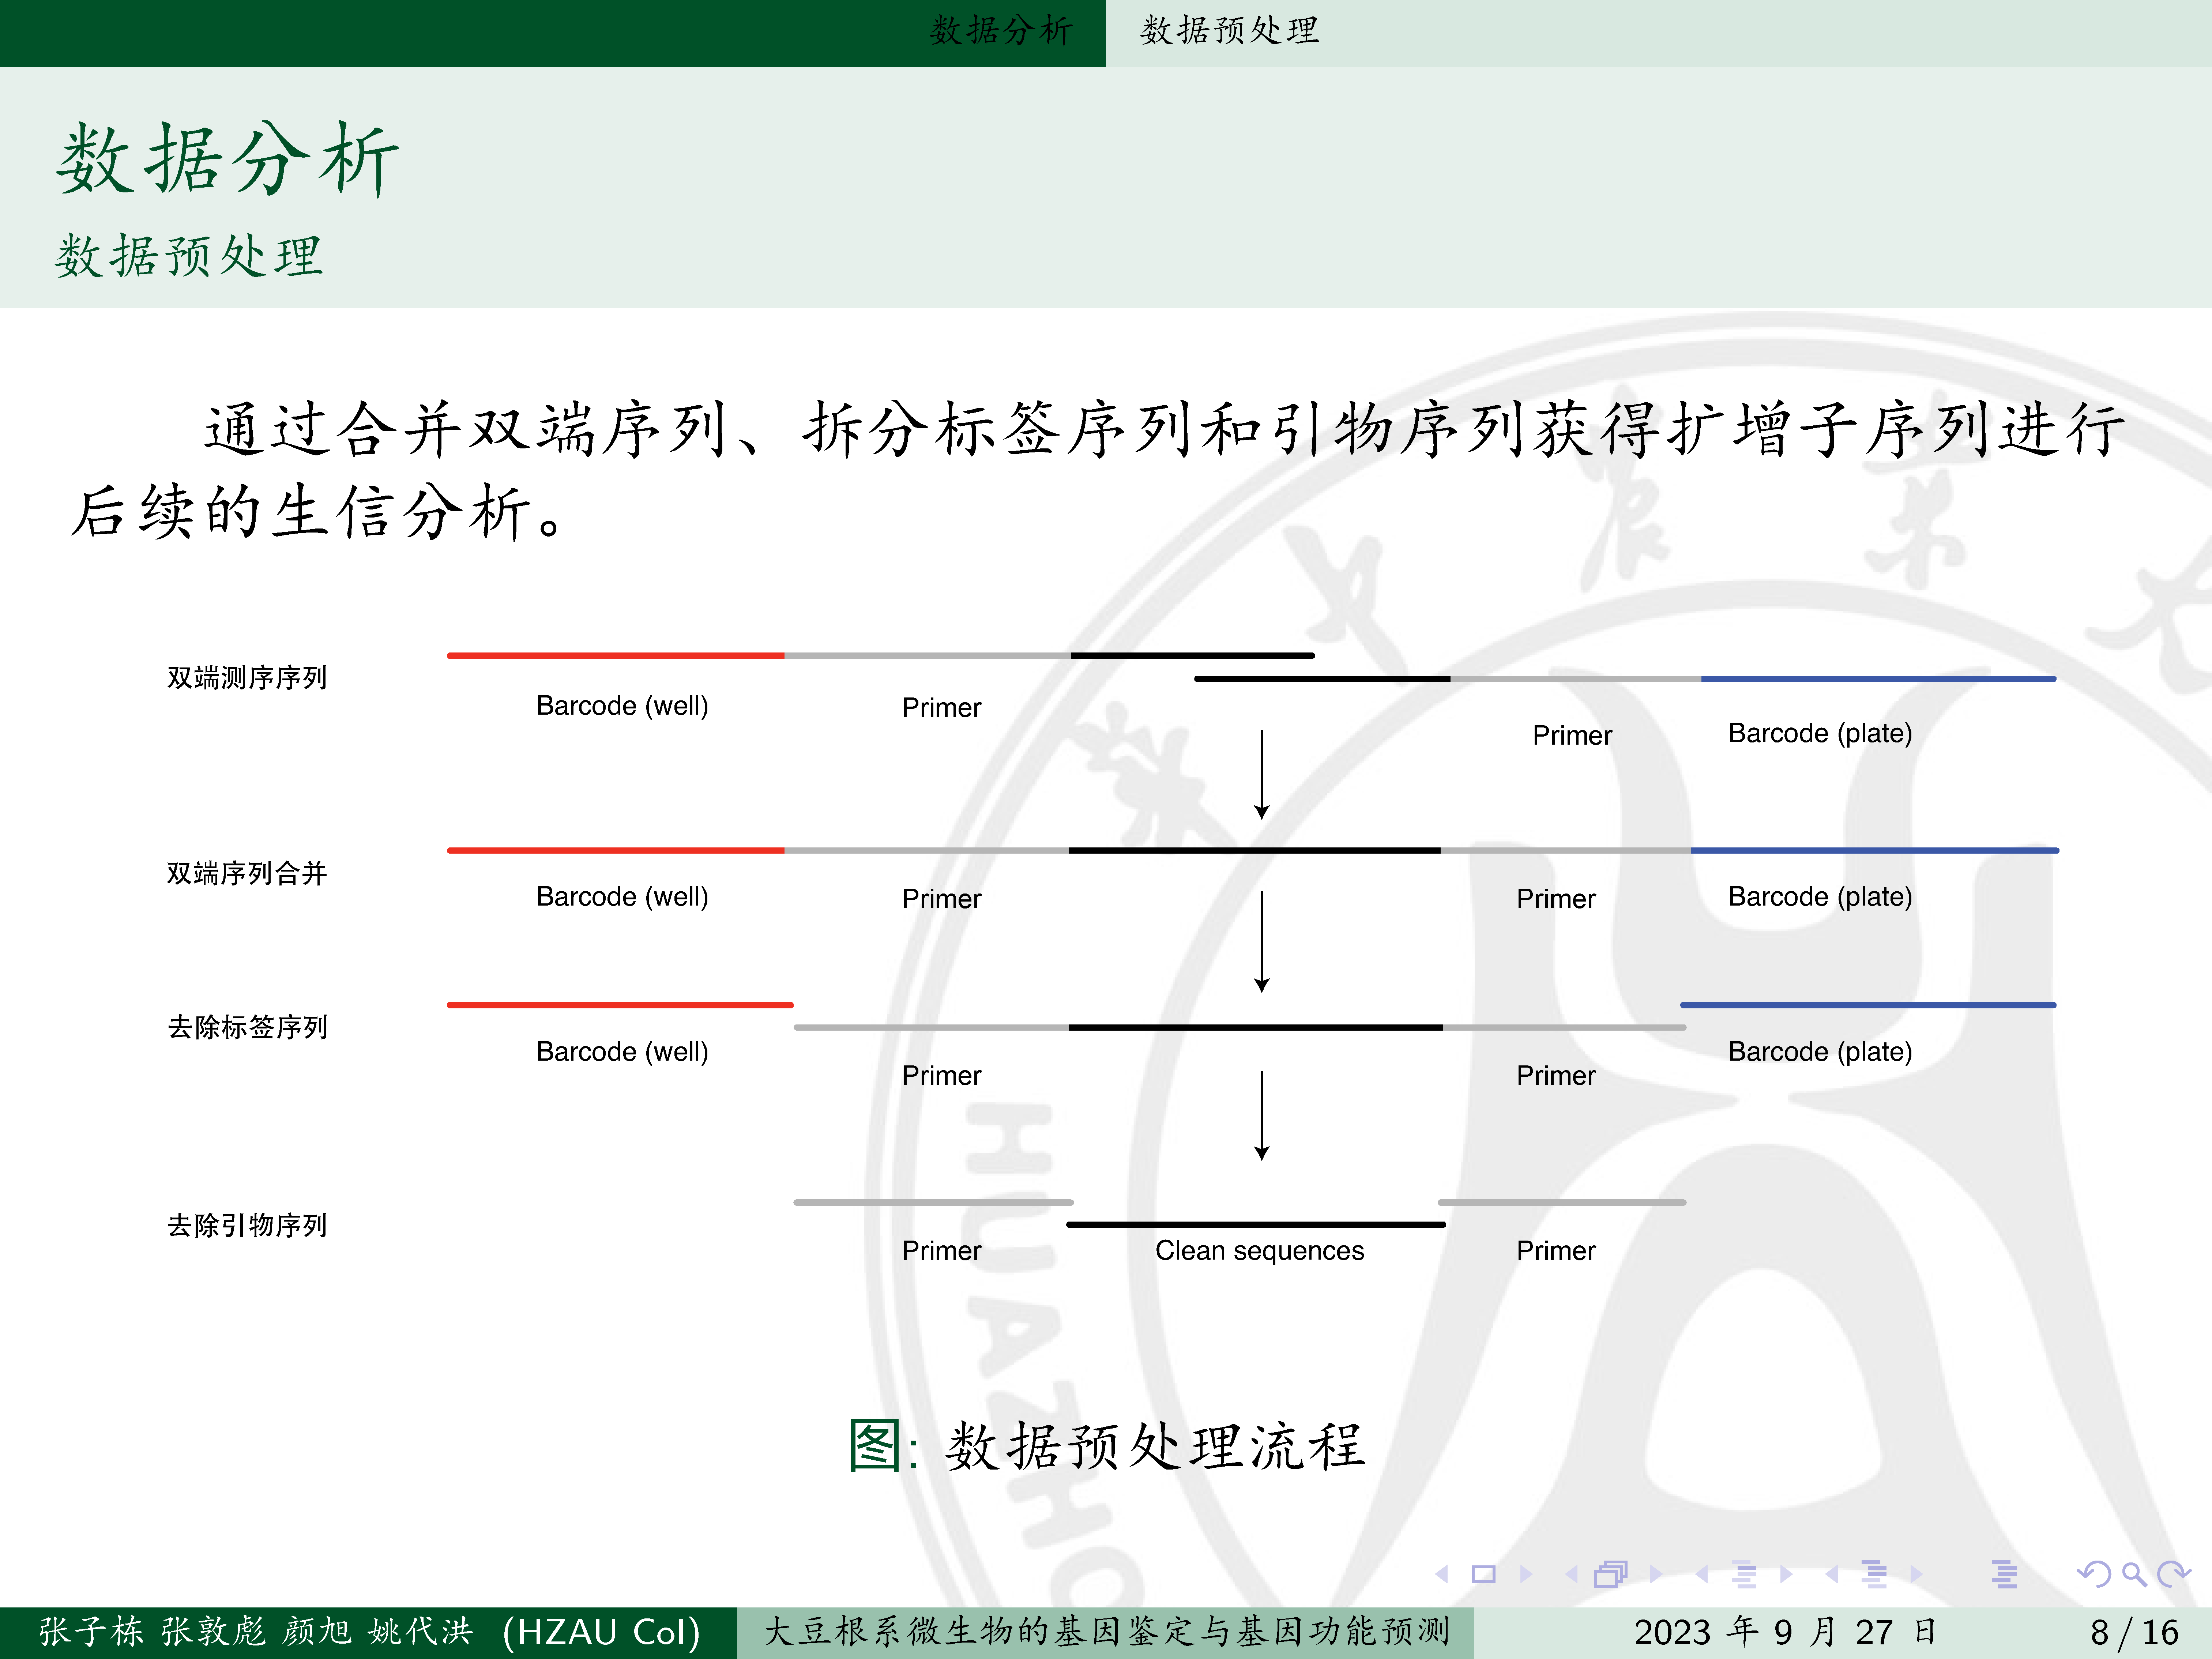 数据分析 数据预处理
数据分析
数据预处理
通过合并双端序列、拆分标签序列和引物序列获得扩增子序列进行
后续的生信分析。
双端测序序列
Barcode (well) Primer
Primer Barcode (plate)
双端序列合并
Barcode (well) Primer Primer Barcode (plate)
去除标签序列
Barcode (well) Barcode (plate)
Primer Primer
去除引物序列
Primer Clean sequences Primer
图: 数据预处理流程
HUAZHO
张子栋 张敦彪 颜旭 姚代洪 (HZAU CoI) 大豆根系微生物的基因鉴定与基因功能预测 2023 年 9 月 27 日 8 / 16